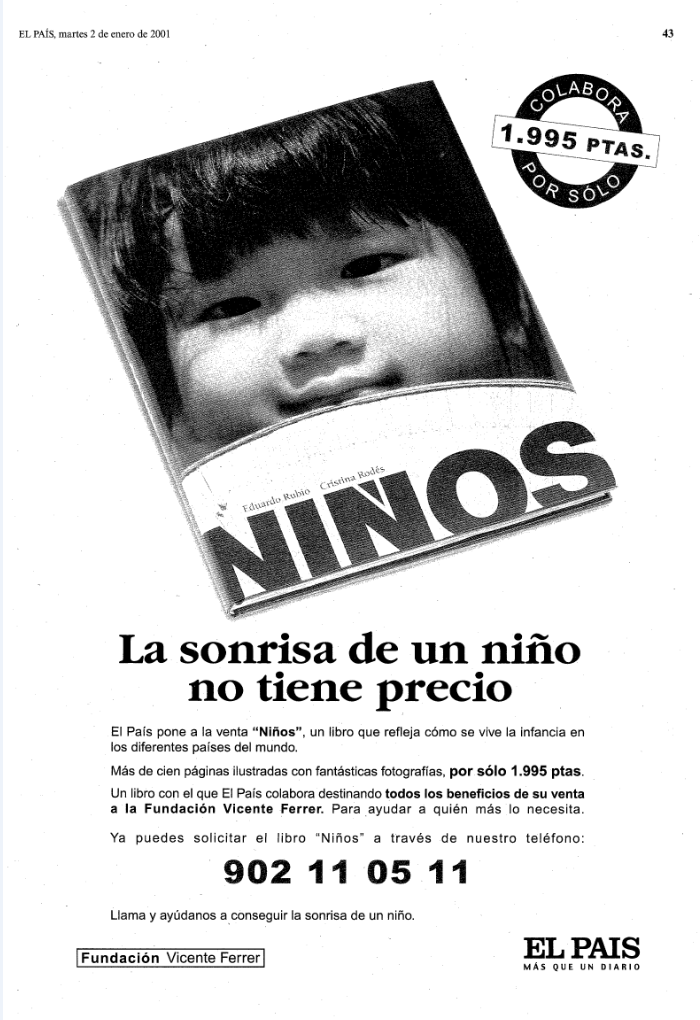 EL PAÍS, martes 2 de enero de 2001
43
COLABORA
1.995 PTAS.
POR SÓLO
Eduardo Rubio Cristina Rodés
NIÑOS
La sonrisa de un niño
no tiene precio
El País pone a la venta “Niños”, un libro que refleja cómo se vive la infancia en
los diferentes países del mundo.
Más de cien páginas ilustradas con fantásticas fotografías, por sólo 1.995 ptas.
Un libro con el que El País colabora destinando todos los beneficios de su venta
a la Fundación Vicente Ferrer. Para ayudar a quién más lo necesita.
Ya puedes solicitar el libro “Niños” a través de nuestro teléfono:
902 11 05 11
Llama y ayúdanos a conseguir la sonrisa de un niño.
Fundación Vicente Ferrer
EL PAIS
MÁS QUE UN DIARIO